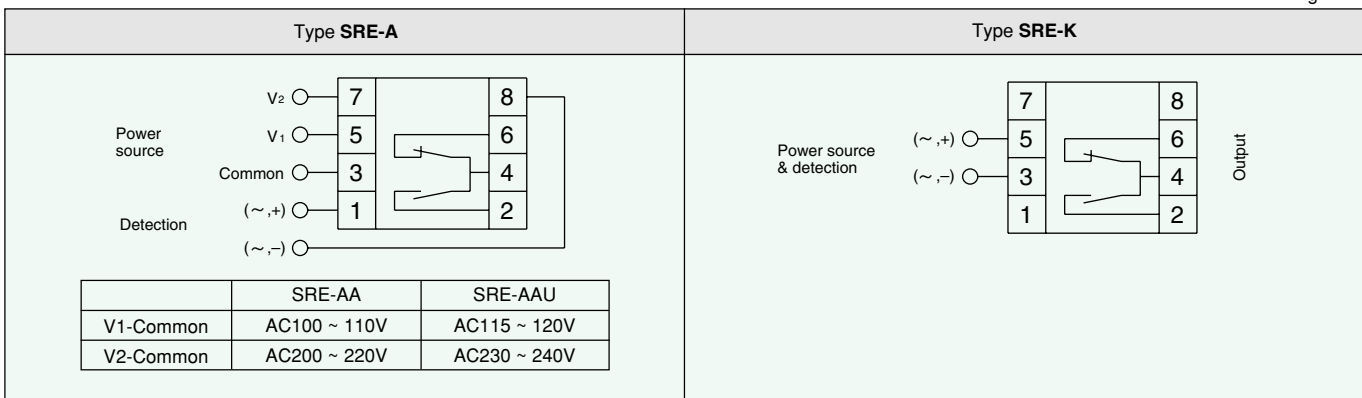 Type SRE-A
Type SRE-K
V2 7 8
Power source
V1 5 6
Common 3 4
Detection
(~,+) 1 2
(~,–)
SRE-AA SRE-AAU
V1-Common AC100 ~ 110V AC115 ~ 120V
V2-Common AC200 ~ 220V AC230 ~ 240V
7 8
Power source
& detection
(~,+) 5 6
(~,–) 3 4
1 2
Output